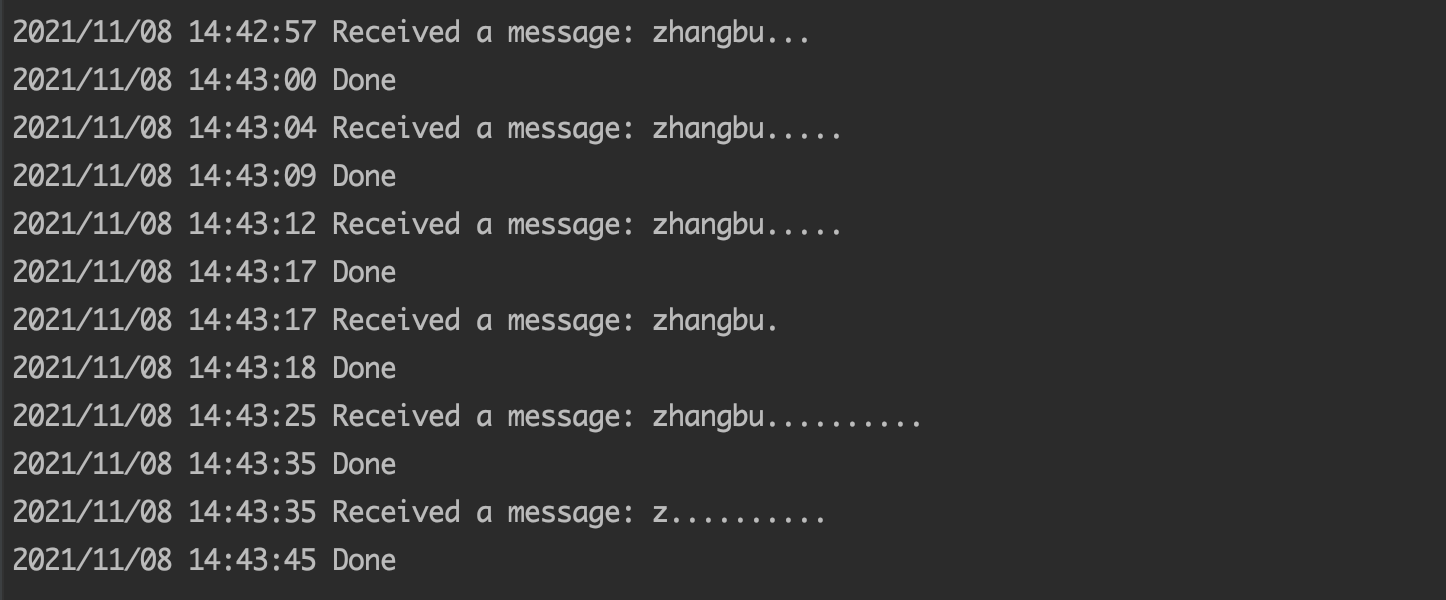 2021/11/08 14:42:57 Received a message: zhangbu...
2021/11/08 14:43:00 Done
2021/11/08 14:43:04 Received a message: zhangbu.....
2021/11/08 14:43:09 Done
2021/11/08 14:43:12 Received a message: zhangbu.....
2021/11/08 14:43:17 Done
2021/11/08 14:43:17 Received a message: zhangbu.
2021/11/08 14:43:18 Done
2021/11/08 14:43:25 Received a message: zhangbu..........
2021/11/08 14:43:35 Done
2021/11/08 14:43:35 Received a message: z..........
2021/11/08 14:43:45 Done